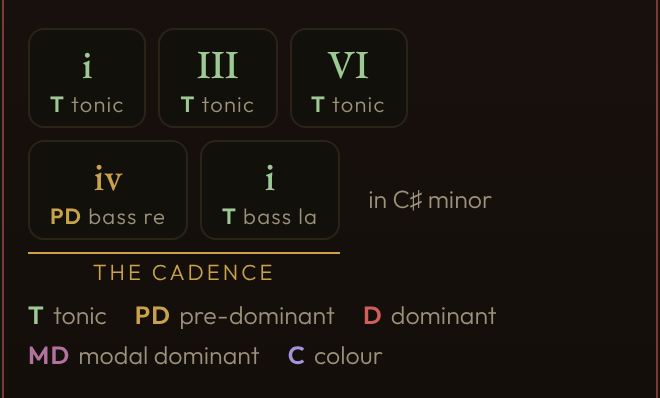 i III VI
T tonic T tonic T tonic
iv i
PD bass re T bass la in C♯ minor
THE CADENCE
T tonic PD pre-dominant D dominant
MD modal dominant C colour